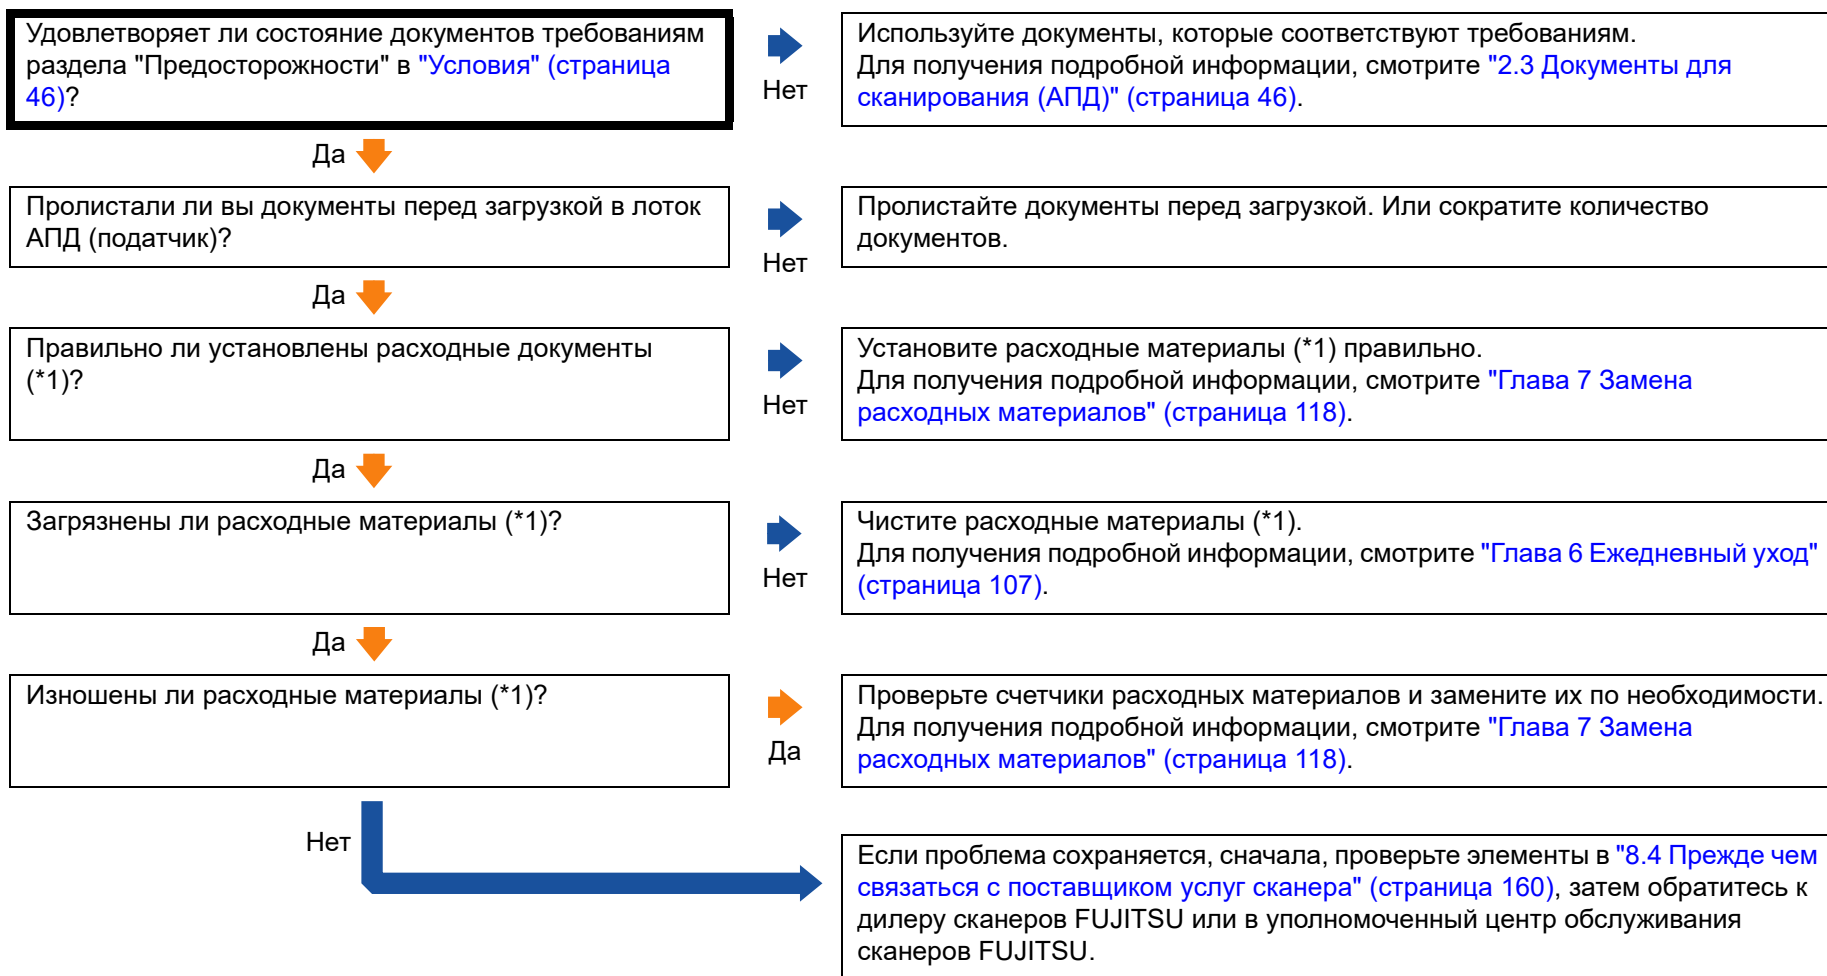 Удовлетворяет ли состояние документов требованиям
раздела "Предосторожности" в "Условия" (страница
46)?
Нет
Используйте документы, которые соответствуют требованиям.
Для получения подробной информации, смотрите "2.3 Документы для
сканирования (АПД)" (страница 46).
Да
Пролистали ли вы документы перед загрузкой в лоток
АПД (податчик)?
Нет
Пролистайте документы перед загрузкой. Или сократите количество
документов.
Да
Правильно ли установлены расходные документы
(*1)?
Нет
Установите расходные материалы (*1) правильно.
Для получения подробной информации, смотрите "Глава 7 Замена
расходных материалов" (страница 118).
Да
Загрязнены ли расходные материалы (*1)?
Нет
Чистите расходные материалы (*1).
Для получения подробной информации, смотрите "Глава 6 Ежедневный уход"
(страница 107).
Да
Изношены ли расходные материалы (*1)?
Да
Проверьте счетчики расходных материалов и замените их по необходимости.
Для получения подробной информации, смотрите "Глава 7 Замена
расходных материалов" (страница 118).
Нет
Если проблема сохраняется, сначала, проверьте элементы в "8.4 Прежде чем
связаться с поставщиком услуг сканера" (страница 160), затем обратитесь к
дилеру сканеров FUJITSU или в уполномоченный центр обслуживания
сканеров FUJITSU.